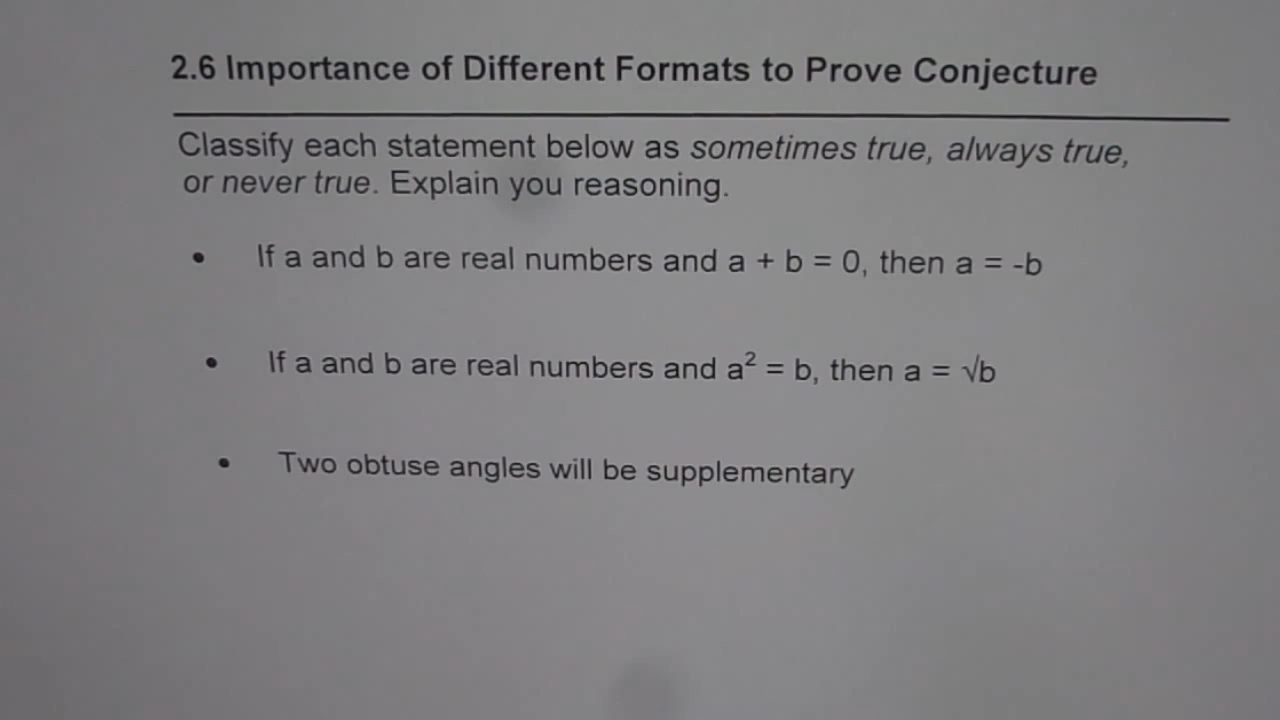 2.6 Importance of Different Formats to Prove Conjecture
Classify each statement below as sometimes true, always true,
or never true. Explain you reasoning.
• If a and b are real numbers and a + b = 0, then a = -b
• If a and b are real numbers and a² = b, then a = √b
• Two obtuse angles will be supplementary